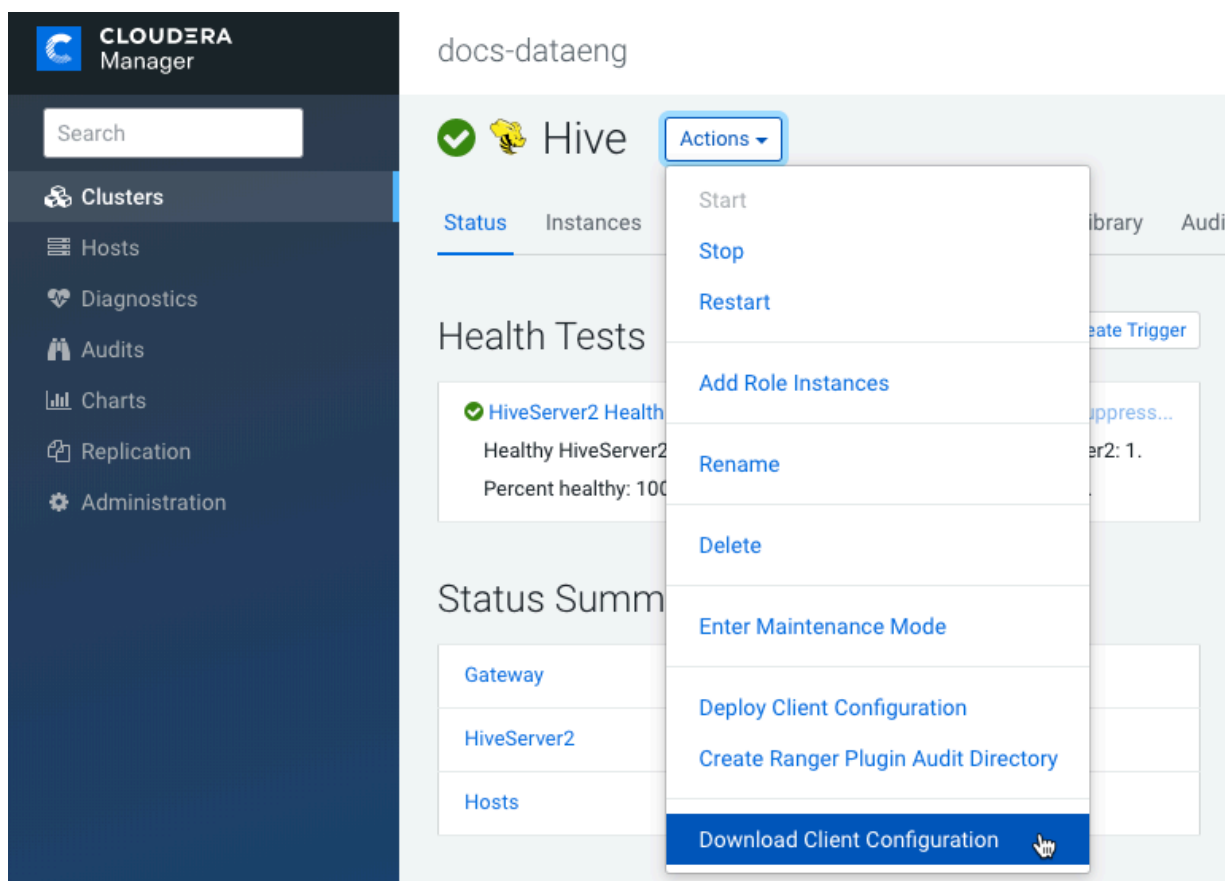 CLOUDERA
Manager
Search
Clusters
Hosts
Diagnostics
Audits
Charts
Replication
Administration
docs-dataeng
Hive
Actions
Status Instances
Start
Stop
Restart
Add Role Instances
Rename
Delete
Enter Maintenance Mode
Deploy Client Configuration
Create Ranger Plugin Audit Directory
Download Client Configuration
Health Tests Trigger
HiveServer2 Health
Healthy HiveServer2 1.
Percent healthy:
Status
Gateway
HiveServer2
Hosts